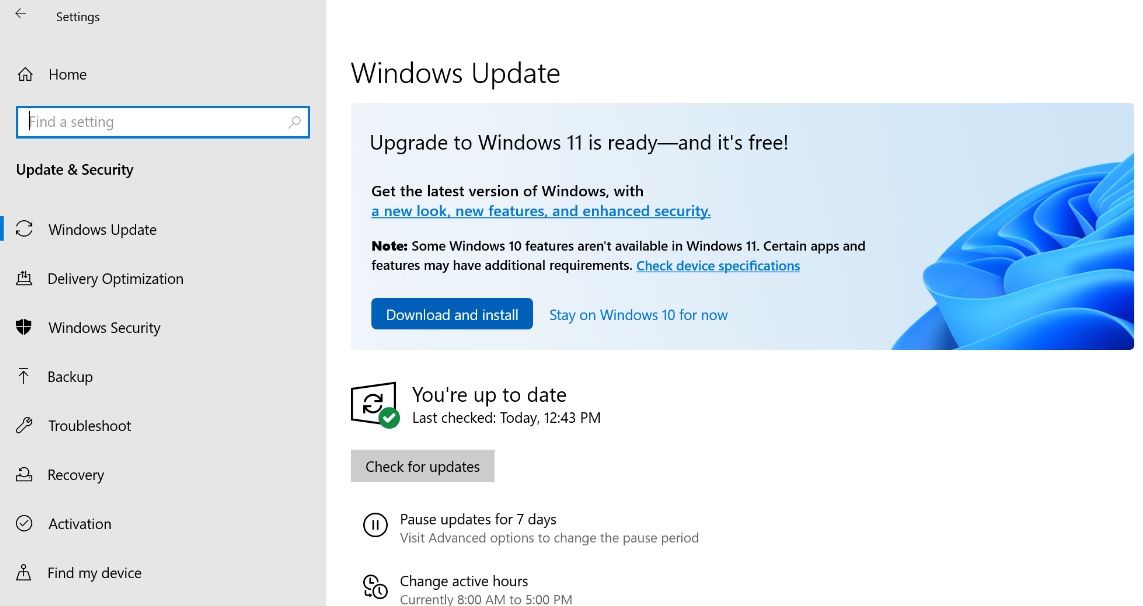 Settings
Home
Find a setting
Update & Security
Windows Update
Delivery Optimization
Windows Security
Backup
Troubleshoot
Recovery
Activation
Find my device
Windows Update
Upgrade to Windows 11 is ready—and it's free!
Get the latest version of Windows, with
a new look, new features, and enhanced security.
Note: Some Windows 10 features aren't available in Windows 11. Certain apps and
features may have additional requirements. Check device specifications
Download and install Stay on Windows 10 for now
You're up to date
Last checked: Today, 12:43 PM
Check for updates
Pause updates for 7 days
Visit Advanced options to change the pause period
Change active hours
Currently 8:00 AM to 5:00 PM